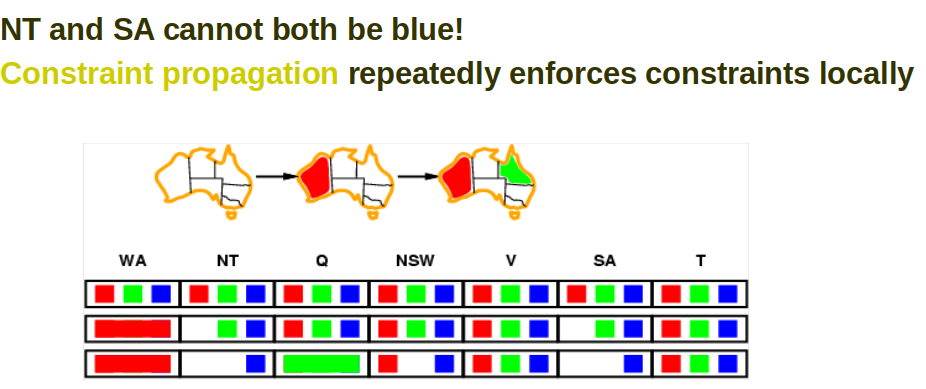 NT and SA cannot both be blue!
Constraint propagation repeatedly enforces constraints locally
WA NT Q NSW V SA T